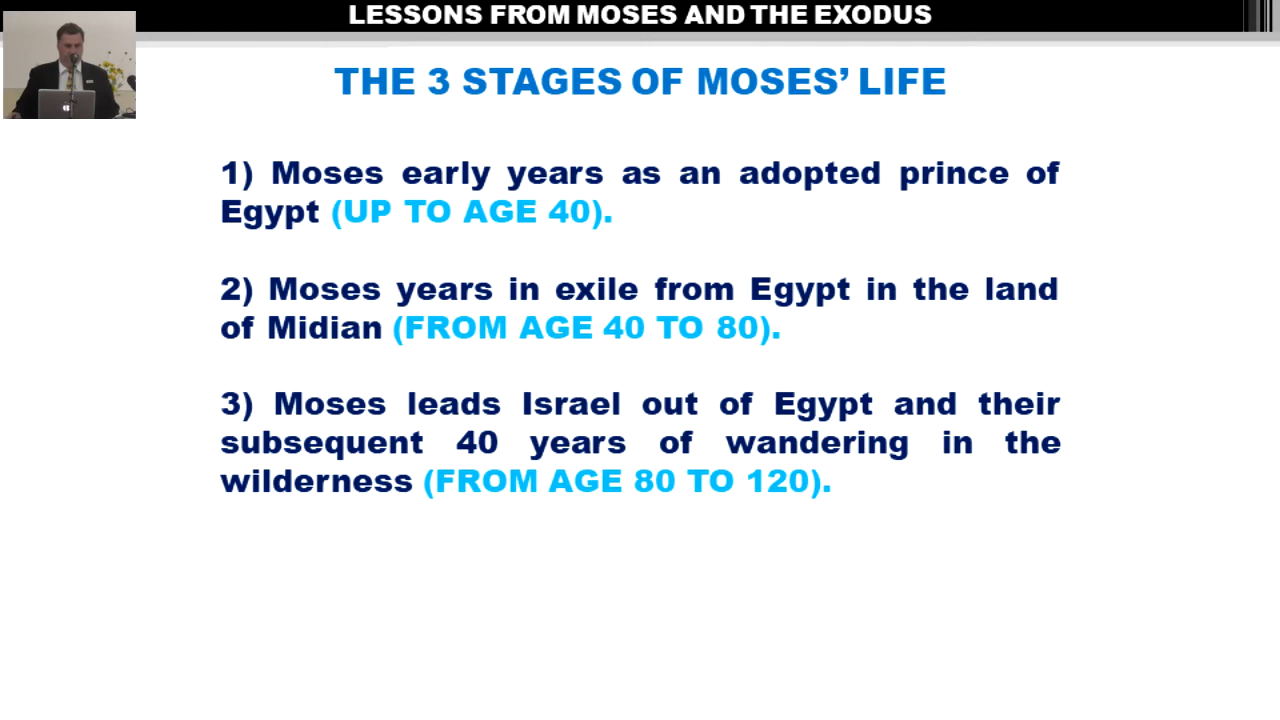 LESSONS FROM MOSES AND THE EXODUS
THE 3 STAGES OF MOSES’ LIFE
1) Moses early years as an adopted prince of
Egypt (UP TO AGE 40).
2) Moses years in exile from Egypt in the land
of Midian (FROM AGE 40 TO 80).
3) Moses leads Israel out of Egypt and their
subsequent 40 years of wandering in the
wilderness (FROM AGE 80 TO 120).